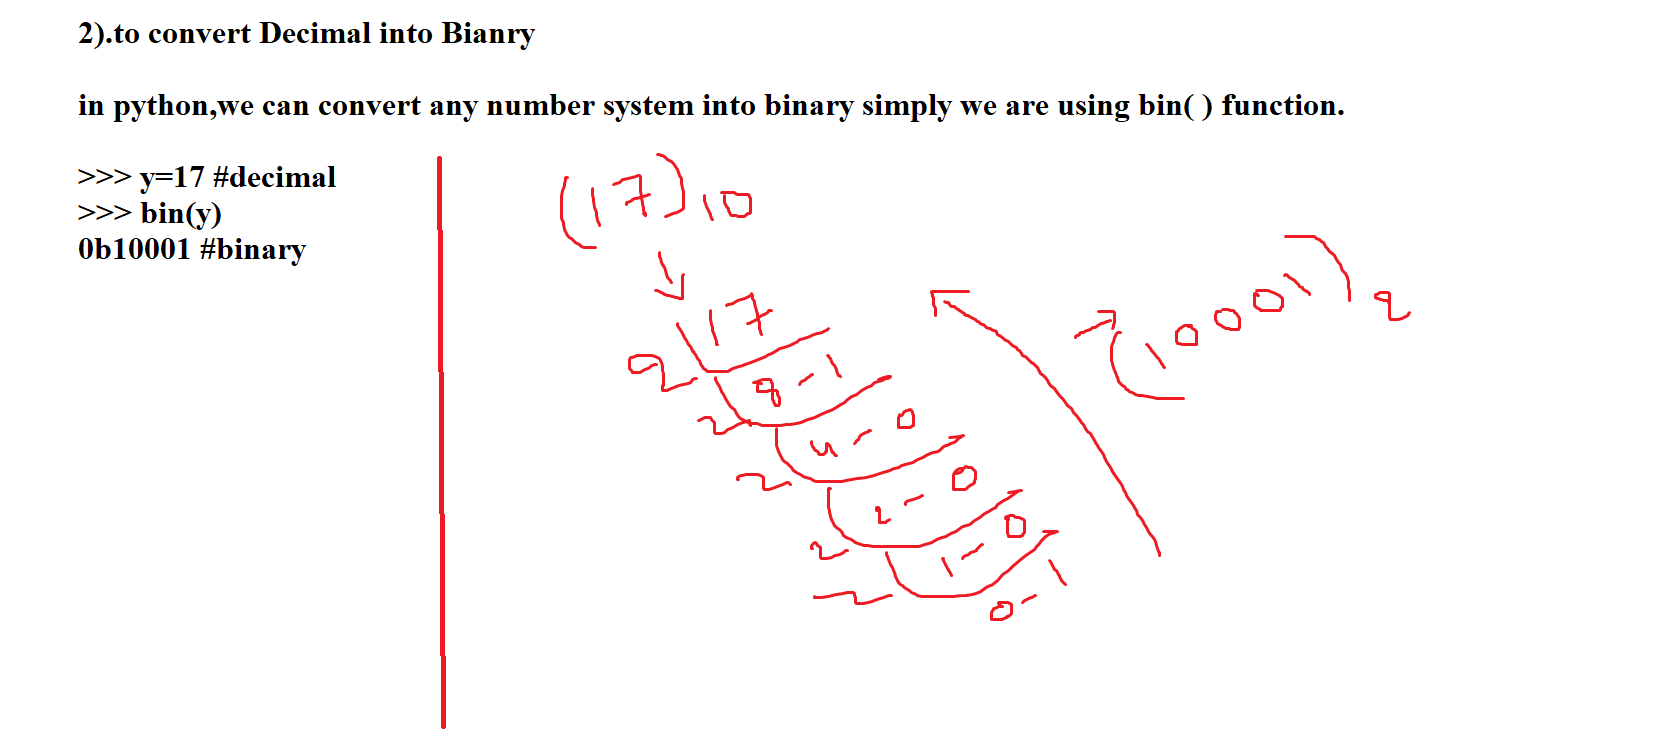 2).to convert Decimal into Bianry
in python,we can convert any number system into binary simply we are using bin( ) function.
>>> y=17 #decimal
>>> bin(y)
0b10001 #binary
(17)10
2 17
2 8 - 1
2 4 - 0
2 2 - 0
2 1 - 0
0 - 1
(10001)2